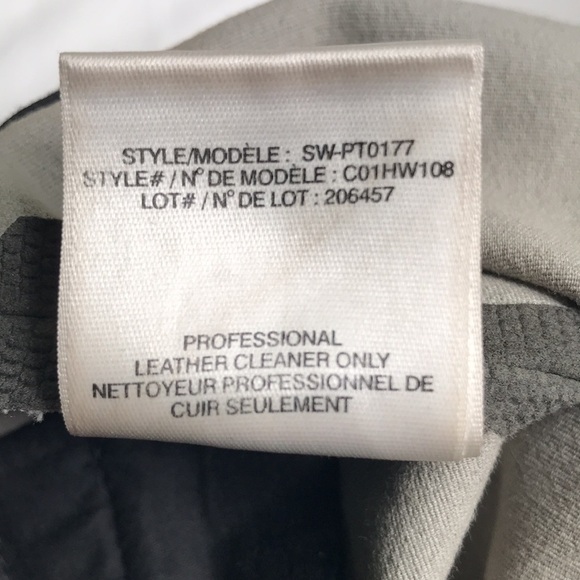 STYLE/MODÈLE : SW-PT0177
STYLE# / N° DE MODÈLE : C01HW108
LOT# / N° DE LOT : 206457
PROFESSIONAL
LEATHER CLEANER ONLY
NETTOYEUR PROFESSIONNEL DE
CUIR SEULEMENT